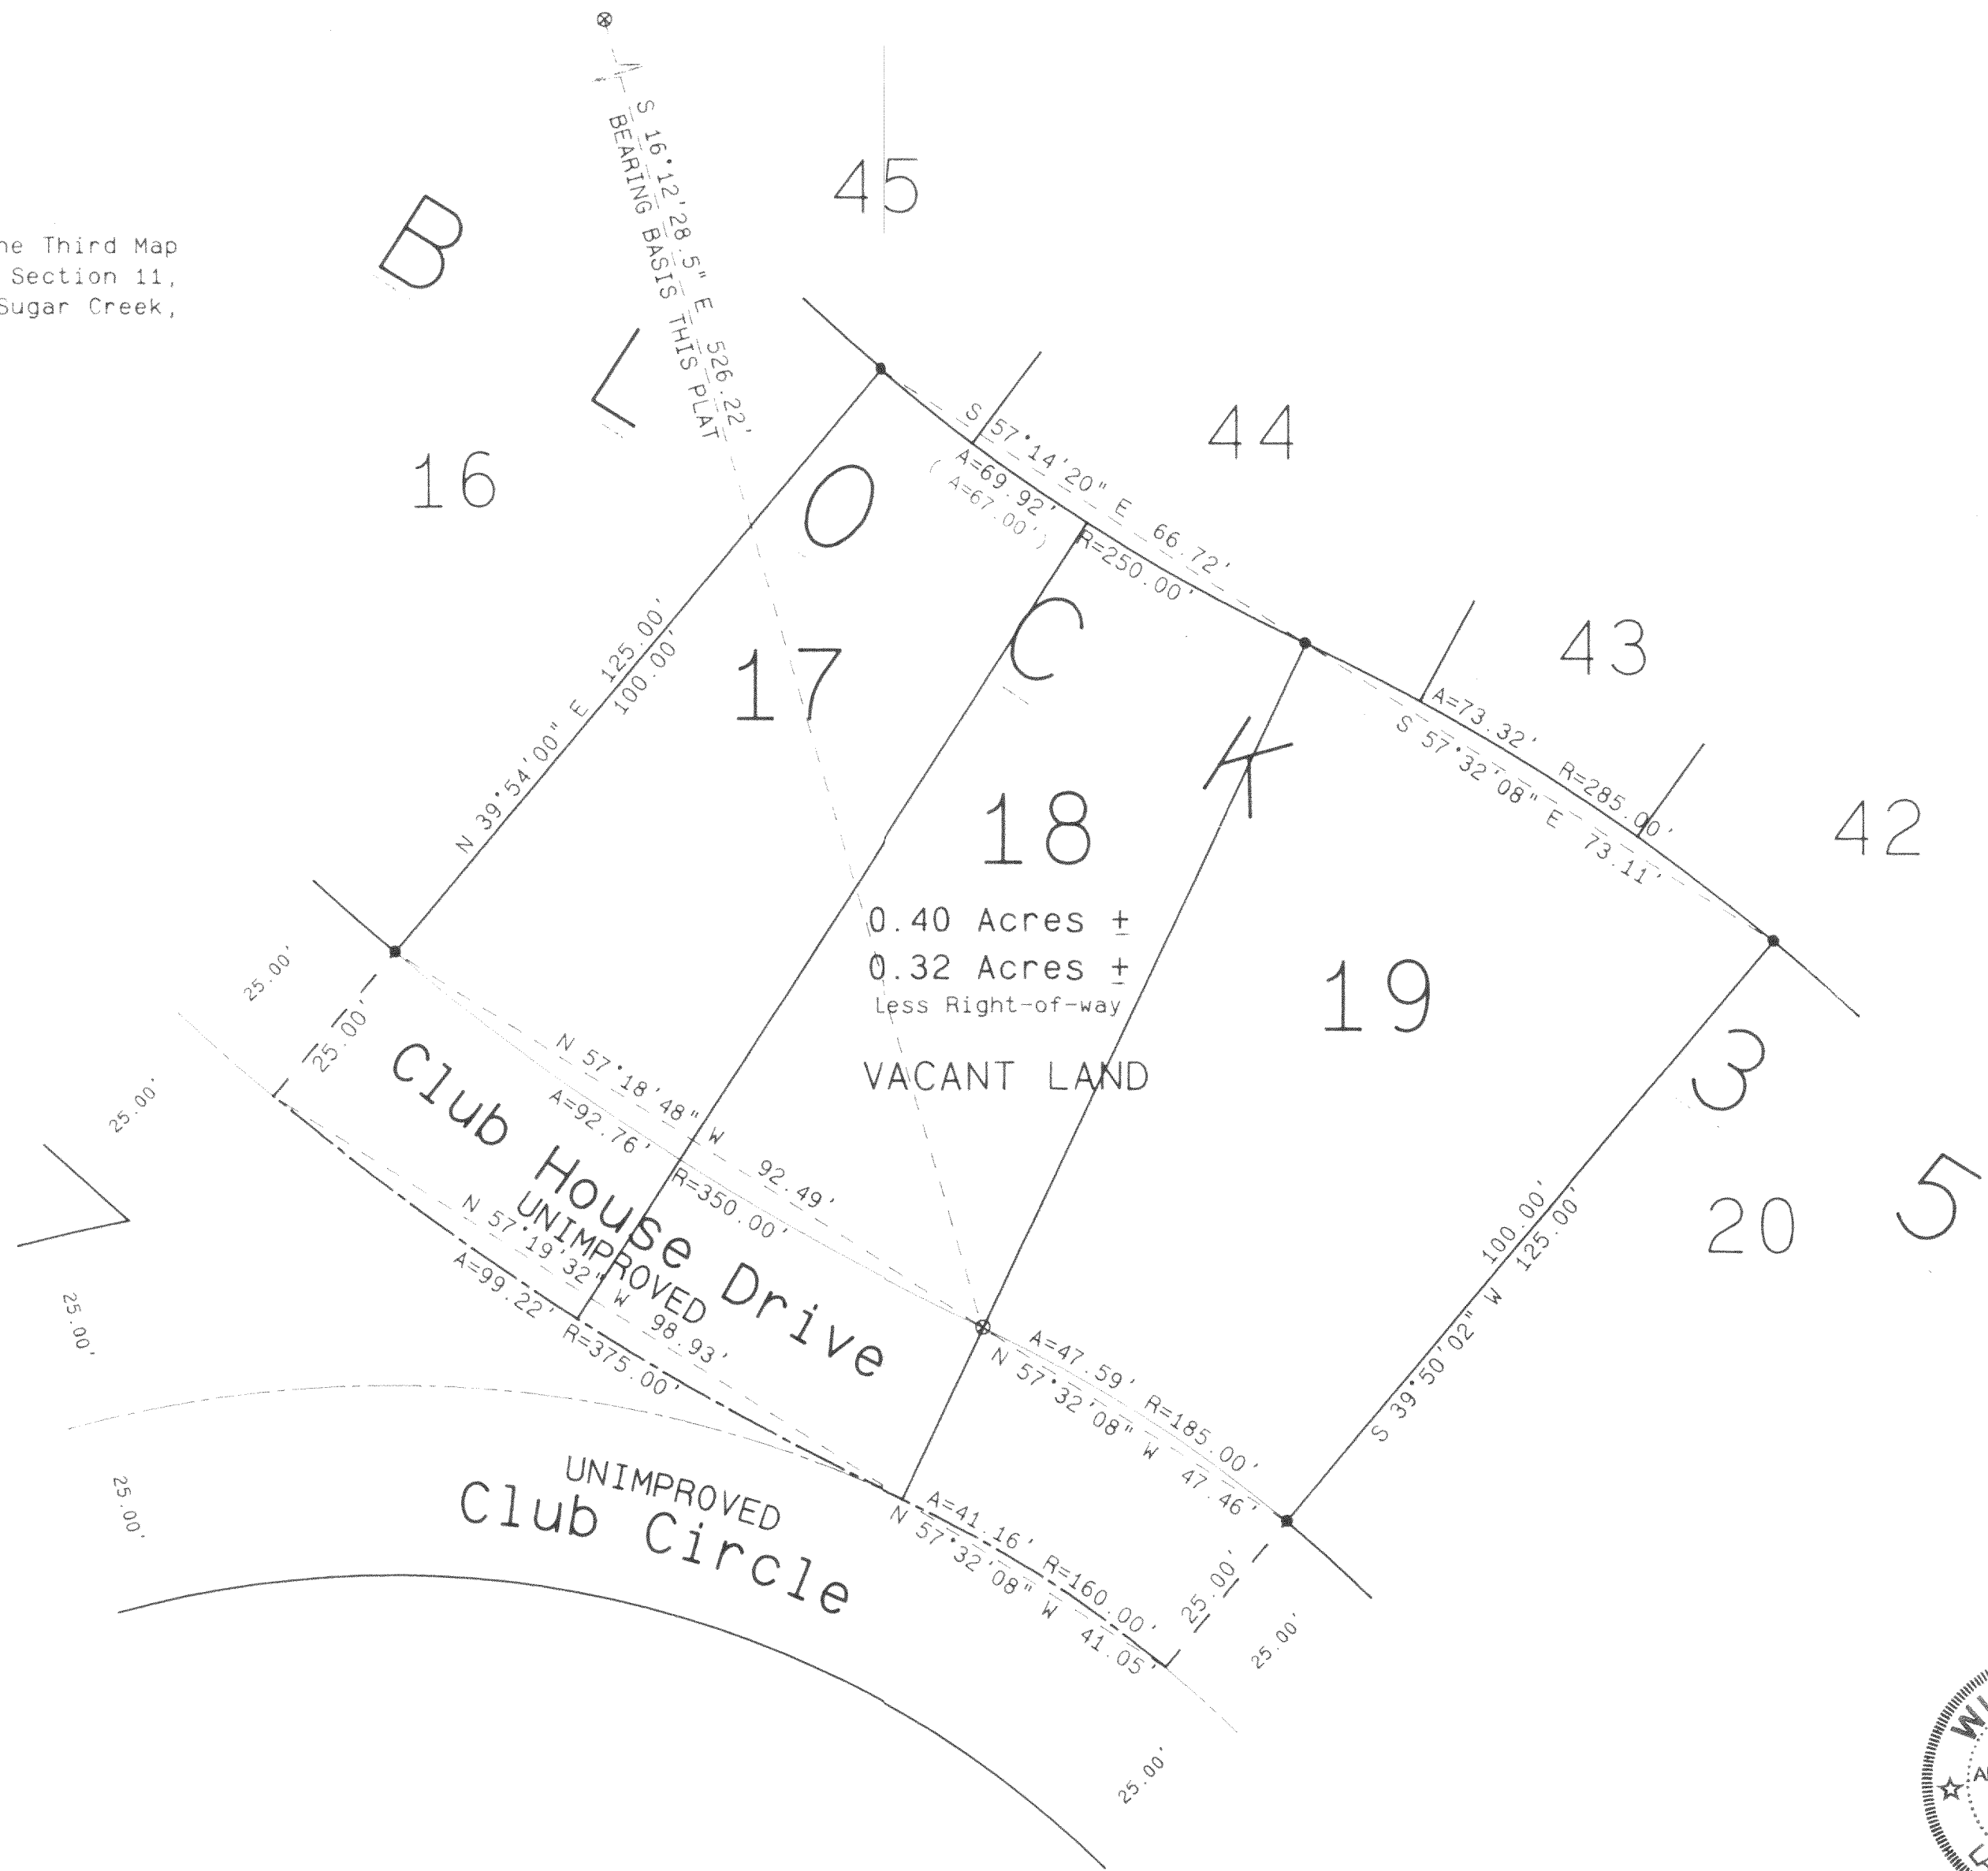 he Third Map
Section 11,
Sugar Creek,
S 16°12'28.5" E 526.22'
BEARING BASIS THIS PLAT
B
L
O
C
K
3
5
45
44
43
42
16
17
18
19
20
S 57°14'20" E 66.72'
A=69.92' R=250.00'
(A=67.00')
A=73.32' R=285.00'
S 57°32'08" E 73.11'
N 39°54'00" E 125.00'
100.00'
0.40 Acres ±
0.32 Acres ±
Less Right-of-way
VACANT LAND
100.00'
S 39°50'02" W 125.00'
25.00'
25.00'
25.00'
N 57°18'48" W 92.49'
A=92.76' R=350.00'
Club House Drive
UNIMPROVED
N 57°19'32" W 98.93'
A=99.22' R=375.00'
A=47.59' R=185.00'
N 57°32'08" W 47.46'
A=41.16' R=160.00'
N 57°32'08" W 41.05'
25.00'
25.00'
25.00'
25.00'
25.00'
UNIMPROVED
Club Circle